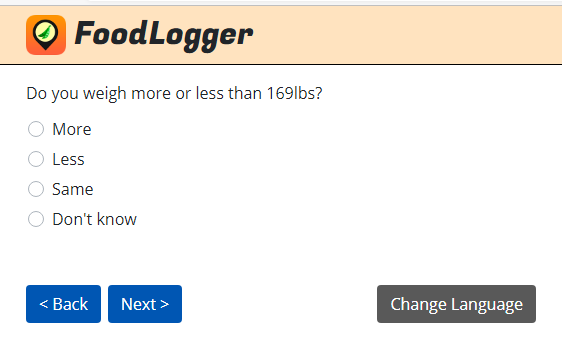 FoodLogger
Do you weigh more or less than 169lbs?
More
Less
Same
Don't know
< Back
Next >
Change Language